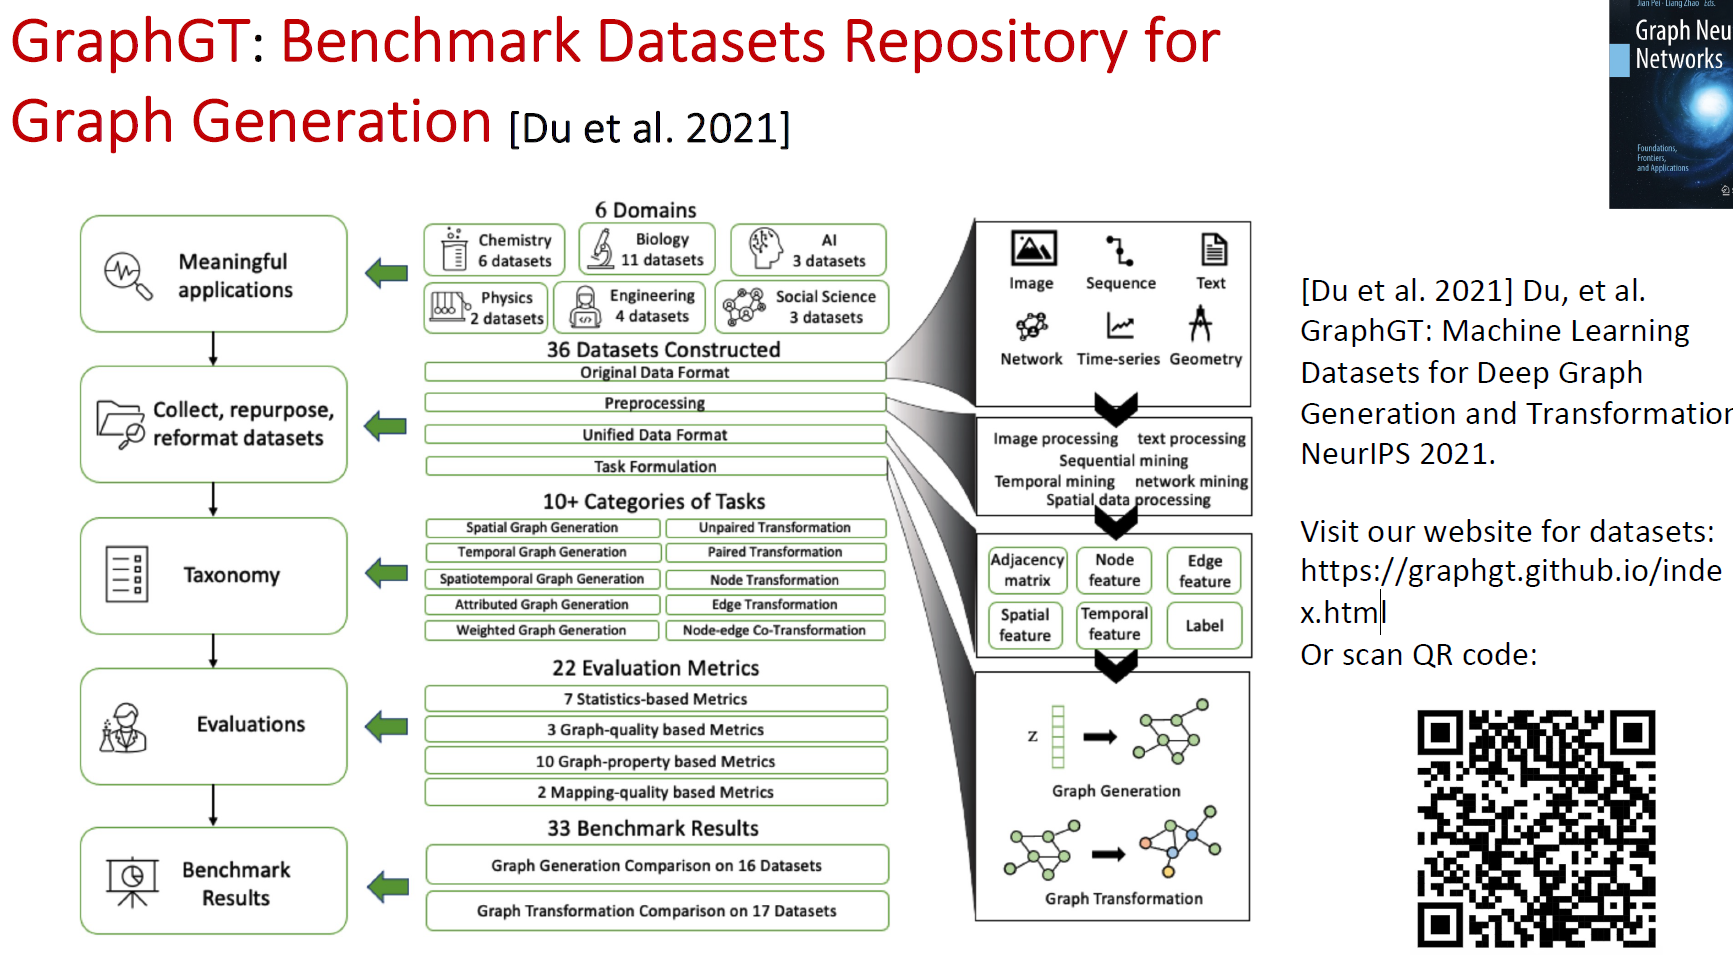 GraphGT: Benchmark Datasets Repository for
Graph Generation [Du et al. 2021]
Jian Pei · Liang Zhao Eds.
Graph Neu
Networks
Foundations,
Frontiers,
and Applications
Meaningful
applications
Collect, repurpose,
reformat datasets
Taxonomy
Evaluations
Benchmark
Results
6 Domains
Chemistry
6 datasets
Biology
11 datasets
AI
3 datasets
Physics
2 datasets
Engineering
4 datasets
Social Science
3 datasets
36 Datasets Constructed
Original Data Format
Preprocessing
Unified Data Format
Task Formulation
10+ Categories of Tasks
Spatial Graph Generation
Unpaired Transformation
Temporal Graph Generation
Paired Transformation
Spatiotemporal Graph Generation
Node Transformation
Attributed Graph Generation
Edge Transformation
Weighted Graph Generation
Node-edge Co-Transformation
22 Evaluation Metrics
7 Statistics-based Metrics
3 Graph-quality based Metrics
10 Graph-property based Metrics
2 Mapping-quality based Metrics
33 Benchmark Results
Graph Generation Comparison on 16 Datasets
Graph Transformation Comparison on 17 Datasets
Image
Sequence
Text
Network
Time-series
Geometry
Image processing text processing
Sequential mining
Temporal mining network mining
Spatial data processing
Adjacency
matrix
Node
feature
Edge
feature
Spatial
feature
Temporal
feature
Label
z
Graph Generation
Graph Transformation
[Du et al. 2021] Du, et al.
GraphGT: Machine Learning
Datasets for Deep Graph
Generation and Transformation
NeurIPS 2021.
Visit our website for datasets:
https://graphgt.github.io/inde
x.html
Or scan QR code: